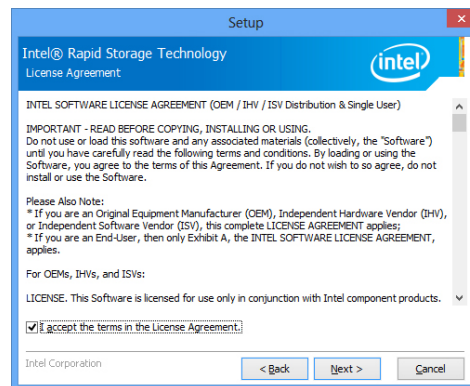 Setup
Intel® Rapid Storage Technology
License Agreement
intel
INTEL SOFTWARE LICENSE AGREEMENT (OEM / IHV / ISV Distribution & Single User)
IMPORTANT - READ BEFORE COPYING, INSTALLING OR USING.
Do not use or load this software and any associated materials (collectively, the "Software")
until you have carefully read the following terms and conditions. By loading or using the
Software, you agree to the terms of this Agreement. If you do not wish to so agree, do not
install or use the Software.
Please Also Note:
* If you are an Original Equipment Manufacturer (OEM), Independent Hardware Vendor (IHV),
or Independent Software Vendor (ISV), this complete LICENSE AGREEMENT applies;
* If you are an End-User, then only Exhibit A, the INTEL SOFTWARE LICENSE AGREEMENT,
applies.
For OEMs, IHVs, and ISVs:
LICENSE. This Software is licensed for use only in conjunction with Intel component products.
I accept the terms in the License Agreement.
Intel Corporation
< Back
Next >
Cancel